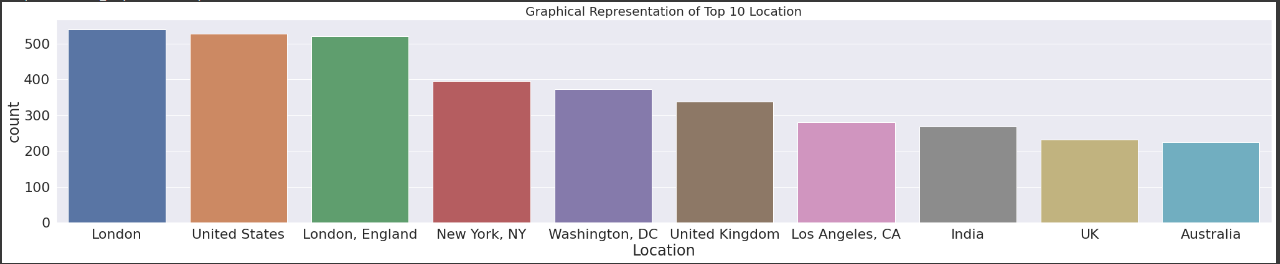 Graphical Representation of Top 10 Location
count
500
400
300
200
100
0
London United States London, England New York, NY Washington, DC United Kingdom Los Angeles, CA India UK Australia
Location